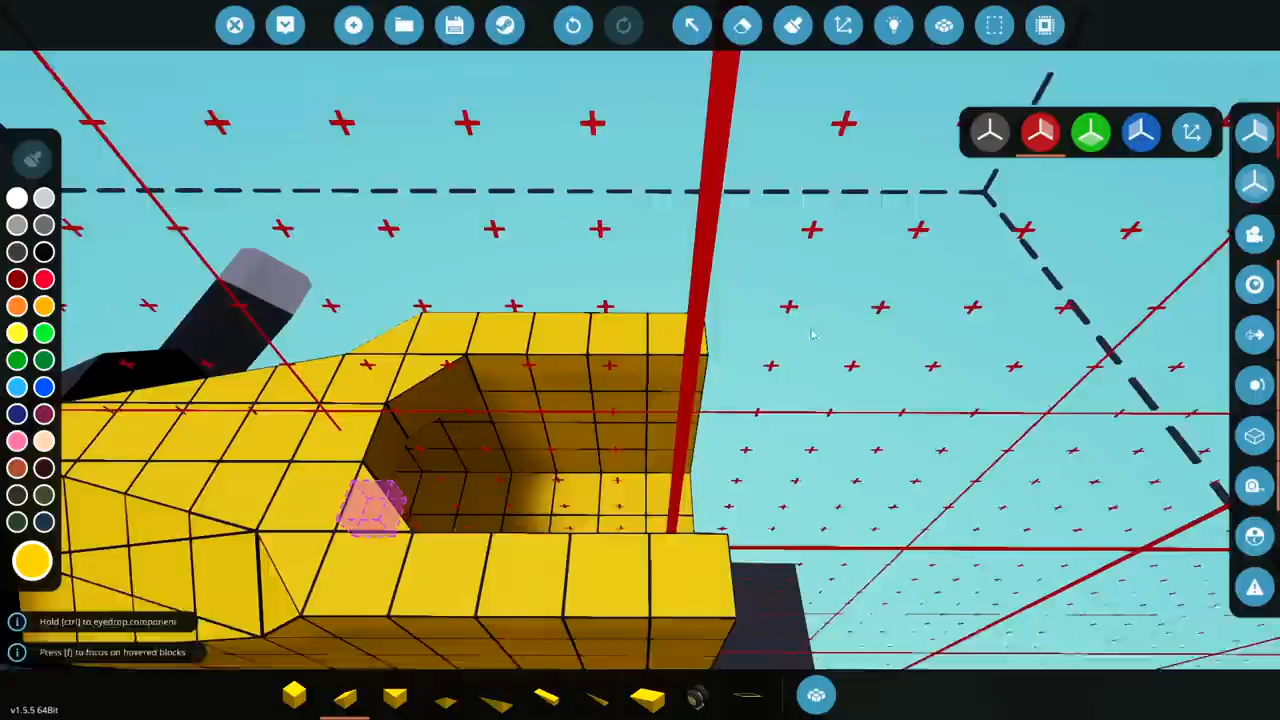 Hold [ctrl] to eyedrop component
Press [f] to focus on hovered blocks
v1.5.5 64Bit